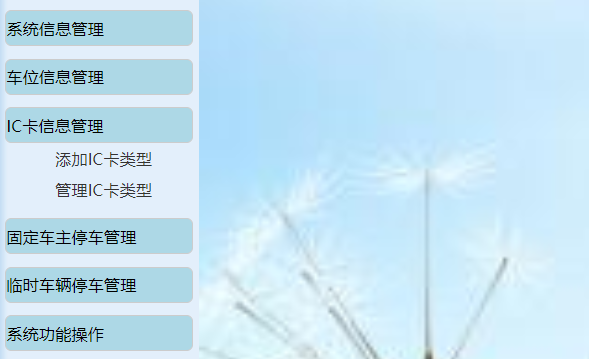 系统信息管理
车位信息管理
IC卡信息管理
添加IC卡类型
管理IC卡类型
固定车主停车管理
临时车辆停车管理
系统功能操作